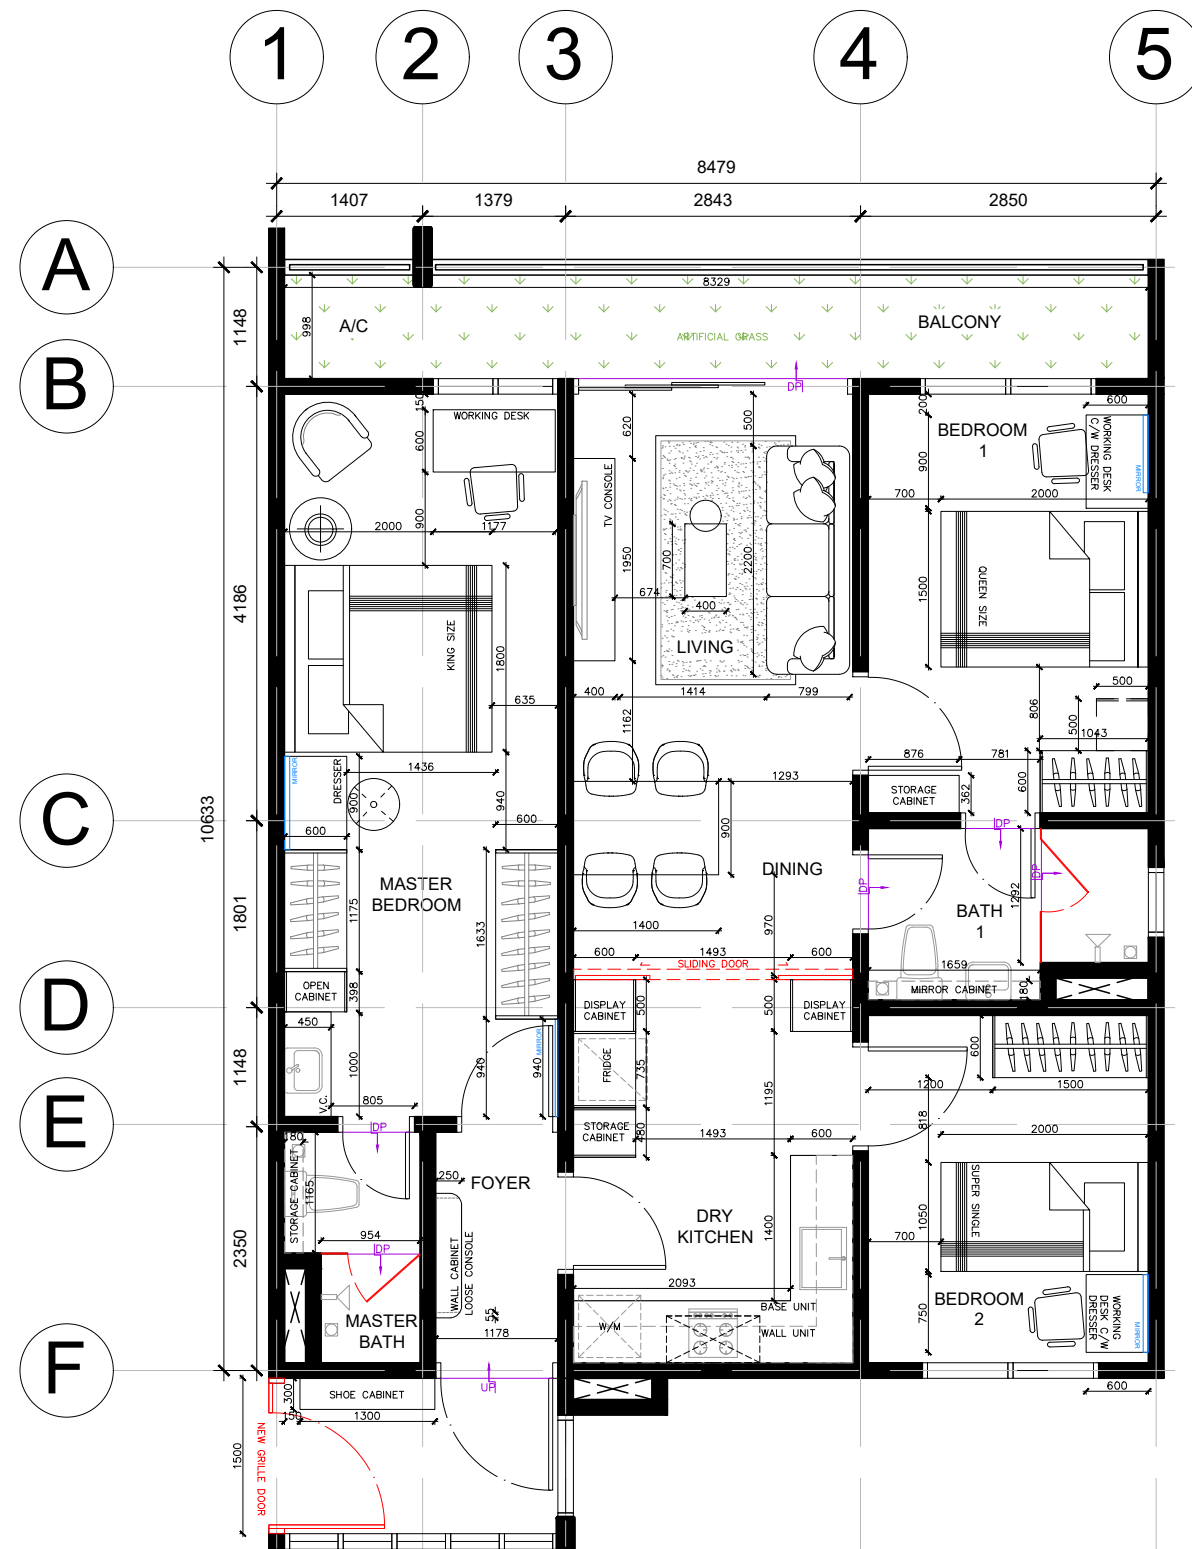 1 2 3 4 5
8479
1407 1379 2843 2850
A
B
C
D
E
F
10633
1148
4186
1801
1148
2350
8329
998
A/C
ARTIFICIAL GRASS
BALCONY
DP
150
WORKING DESK
600
900
2000
1177
KING SIZE
1800
635
MIRROR
DRESSER
900
1436
940
600
600
MASTER
BEDROOM
1175
1633
OPEN
CABINET
398
450
1000
V.C.
805
940
940
MIRROR
620
500
TV CONSOLE
1950
700
2200
674
400
LIVING
400
1414
799
1162
1293
900
DINING
1400
970
600
1493
600
SLIDING DOOR
200
600
BEDROOM
1
WORKING DESK
C/W DRESSER
MIRROR
900
700
2000
QUEEN SIZE
1500
500
806
500
1043
876
781
600
STORAGE
CABINET
362
DP
DP
DP
1292
BATH
1
1659
MIRROR CABINET
180
DISPLAY
CABINET
500
500
DISPLAY
CABINET
FRIDGE
735
1195
STORAGE
CABINET
480
1493
600
600
1200
1500
818
2000
SUPER SINGLE
1050
700
BEDROOM
2
750
WORKING
DESK C/W
DRESSER
MIRROR
600
DP
180
STORAGE CABINET
1165
954
DP
MASTER
BATH
250
FOYER
WALL CABINET
LOOSE CONSOLE
55
1178
DRY
KITCHEN
1400
2093
BASE UNIT
WALL UNIT
W/M
UP
SHOE CABINET
300
150
1300
1500
NEW GRILLE DOOR